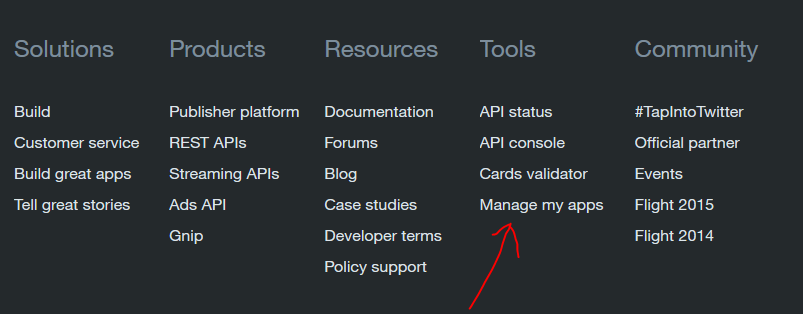 Solutions
Build
Customer service
Build great apps
Tell great stories
Products
Publisher platform
REST APIs
Streaming APIs
Ads API
Gnip
Resources
Documentation
Forums
Blog
Case studies
Developer terms
Policy support
Tools
API status
API console
Cards validator
Manage my apps
Community
#TapIntoTwitter
Official partner
Events
Flight 2015
Flight 2014